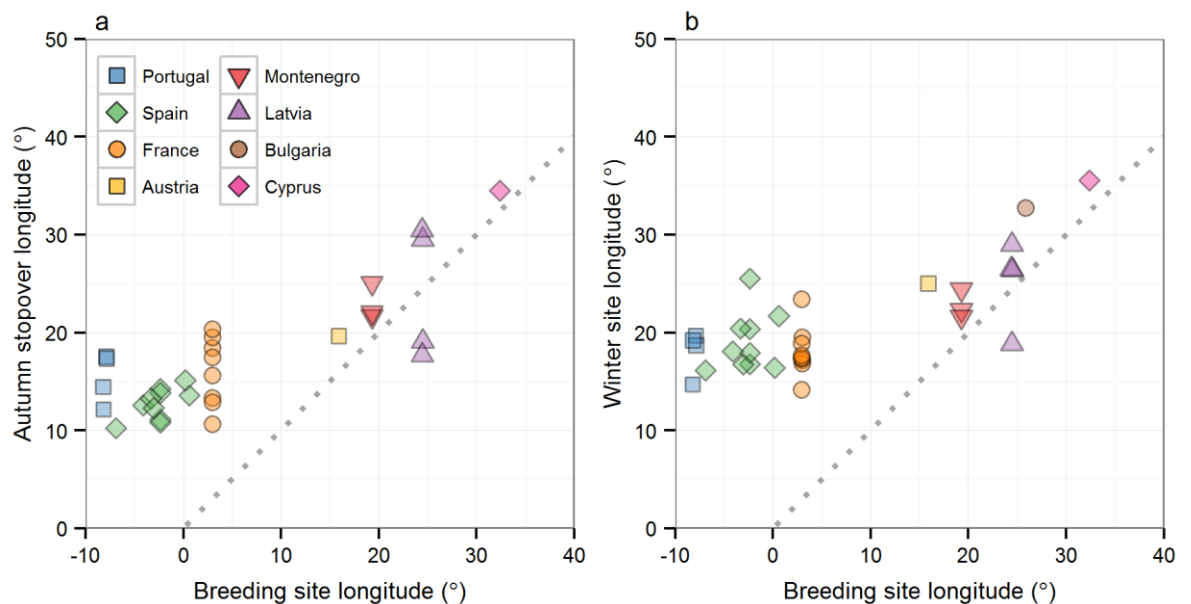 a
Autumn stopover longitude (°)
50
40
30
20
10
0
Portugal
Spain
France
Austria
Montenegro
Latvia
Bulgaria
Cyprus
-10 0 10 20 30 40
Breeding site longitude (°)
b
Winter site longitude (°)
50
40
30
20
10
0
-10 0 10 20 30 40
Breeding site longitude (°)